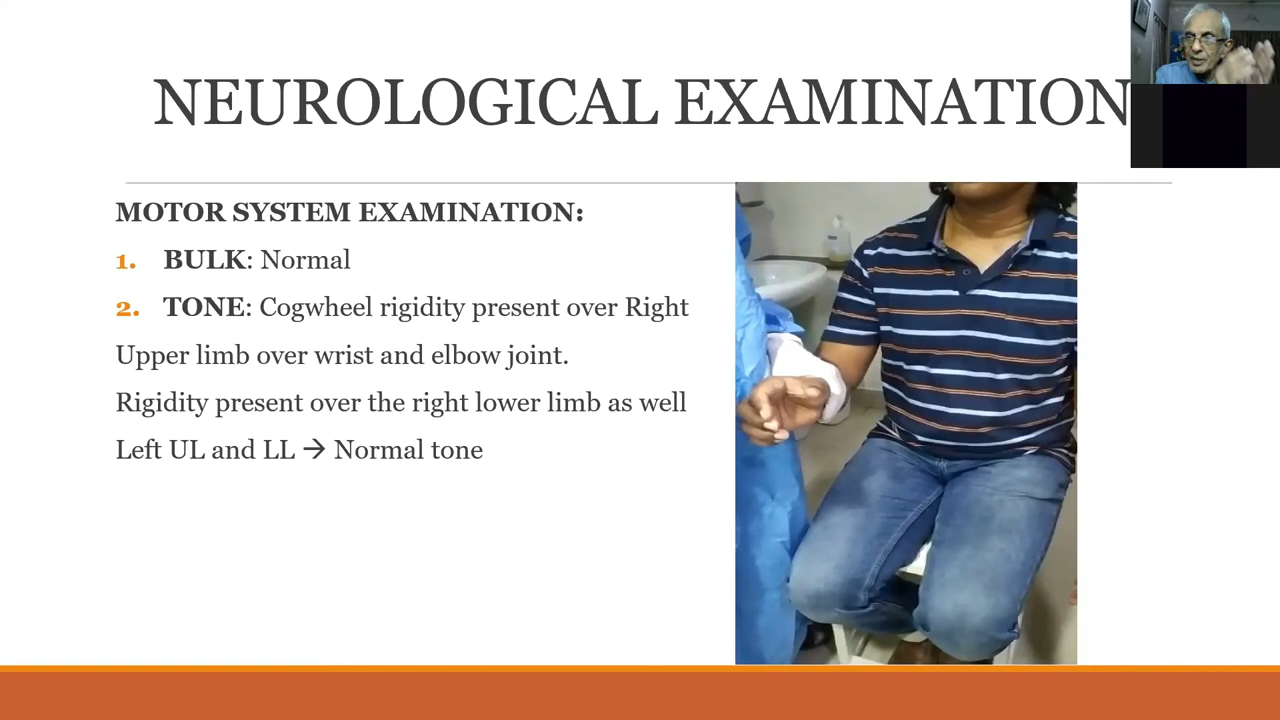 NEUROLOGICAL EXAMINATION
MOTOR SYSTEM EXAMINATION:
1. BULK: Normal
2. TONE: Cogwheel rigidity present over Right
Upper limb over wrist and elbow joint.
Rigidity present over the right lower limb as well
Left UL and LL → Normal tone